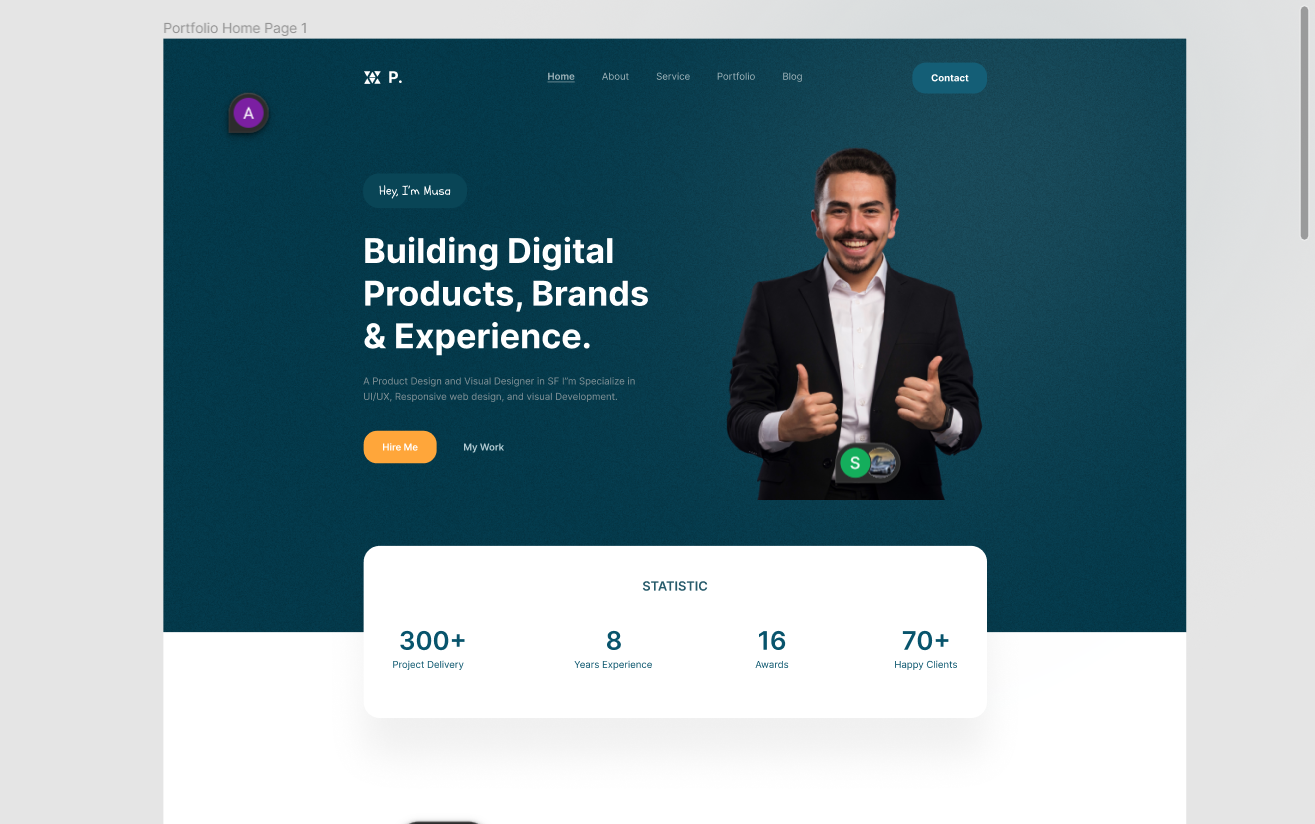 Portfolio Home Page 1
P.
Home
About
Service
Portfolio
Blog
Contact
A
Hey, I'm Musa
Building Digital
Products, Brands
& Experience.
A Product Design and Visual Designer in SF I"m Specialize in
UI/UX, Responsive web design, and visual Development.
Hire Me
My Work
S
STATISTIC
300+
Project Delivery
8
Years Experience
16
Awards
70+
Happy Clients